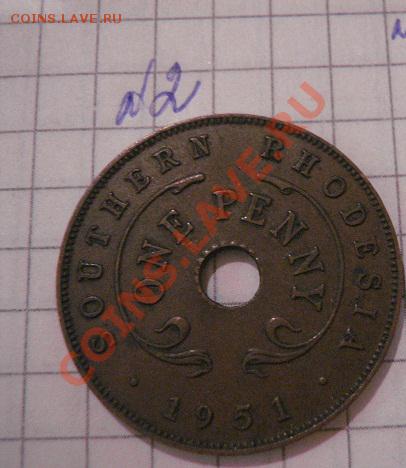 COINS.LAVE.RU
№2
SOUTHERN RHODESIA
ONE PENNY
· 1951 ·
COINS.LAVE.RU